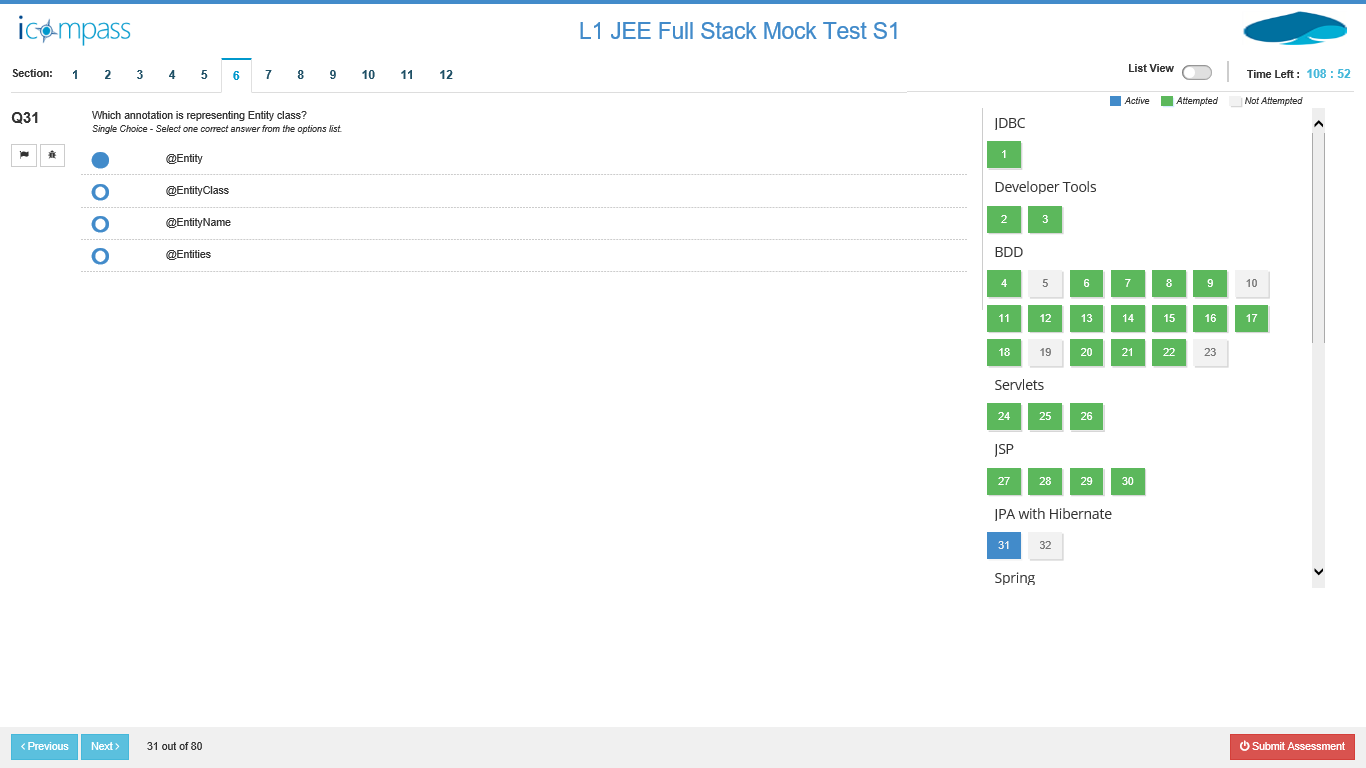 icompass
L1 JEE Full Stack Mock Test S1
Section: 1 2 3 4 5 6 7 8 9 10 11 12
List View
Time Left : 108 : 52
Active Attempted Not Attempted
Q31
Which annotation is representing Entity class?
Single Choice - Select one correct answer from the options list.
@Entity
@EntityClass
@EntityName
@Entities
JDBC
1
Developer Tools
2 3
BDD
4 5 6 7 8 9 10
11 12 13 14 15 16 17
18 19 20 21 22 23
Servlets
24 25 26
JSP
27 28 29 30
JPA with Hibernate
31 32
Spring
Previous Next 31 out of 80
Submit Assessment